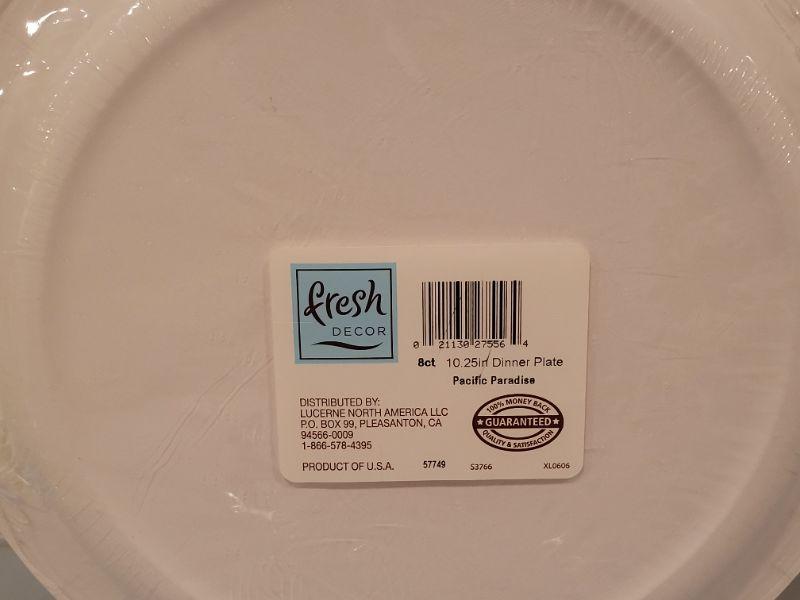 fresh
DECOR
0 21130 27556 4
8ct 10.25in Dinner Plate
Pacific Paradise
DISTRIBUTED BY:
LUCERNE NORTH AMERICA LLC
P.O. BOX 99, PLEASANTON, CA
94566-0009
1-866-578-4395
100% MONEY BACK
★ GUARANTEED ★
QUALITY & SATISFACTION
PRODUCT OF U.S.A. 57749 S3766 XL0606